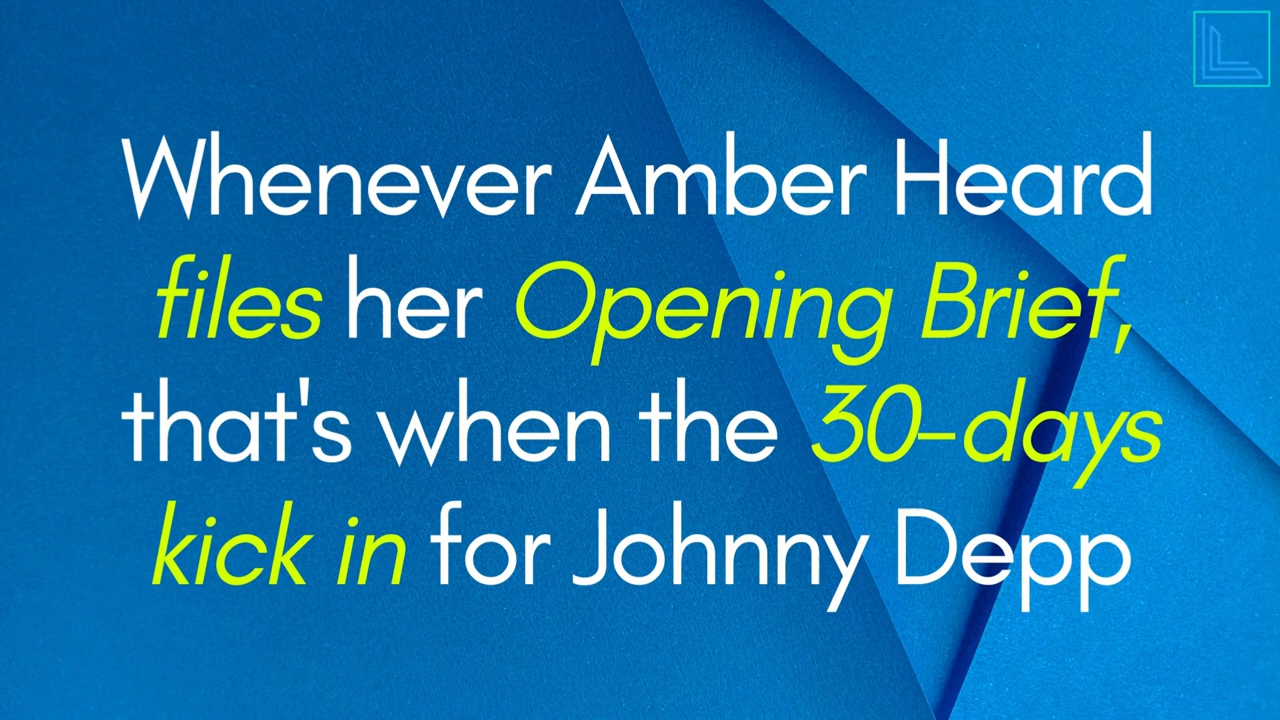 Whenever Amber Heard
files her Opening Brief,
that's when the 30-days
kick in for Johnny Depp